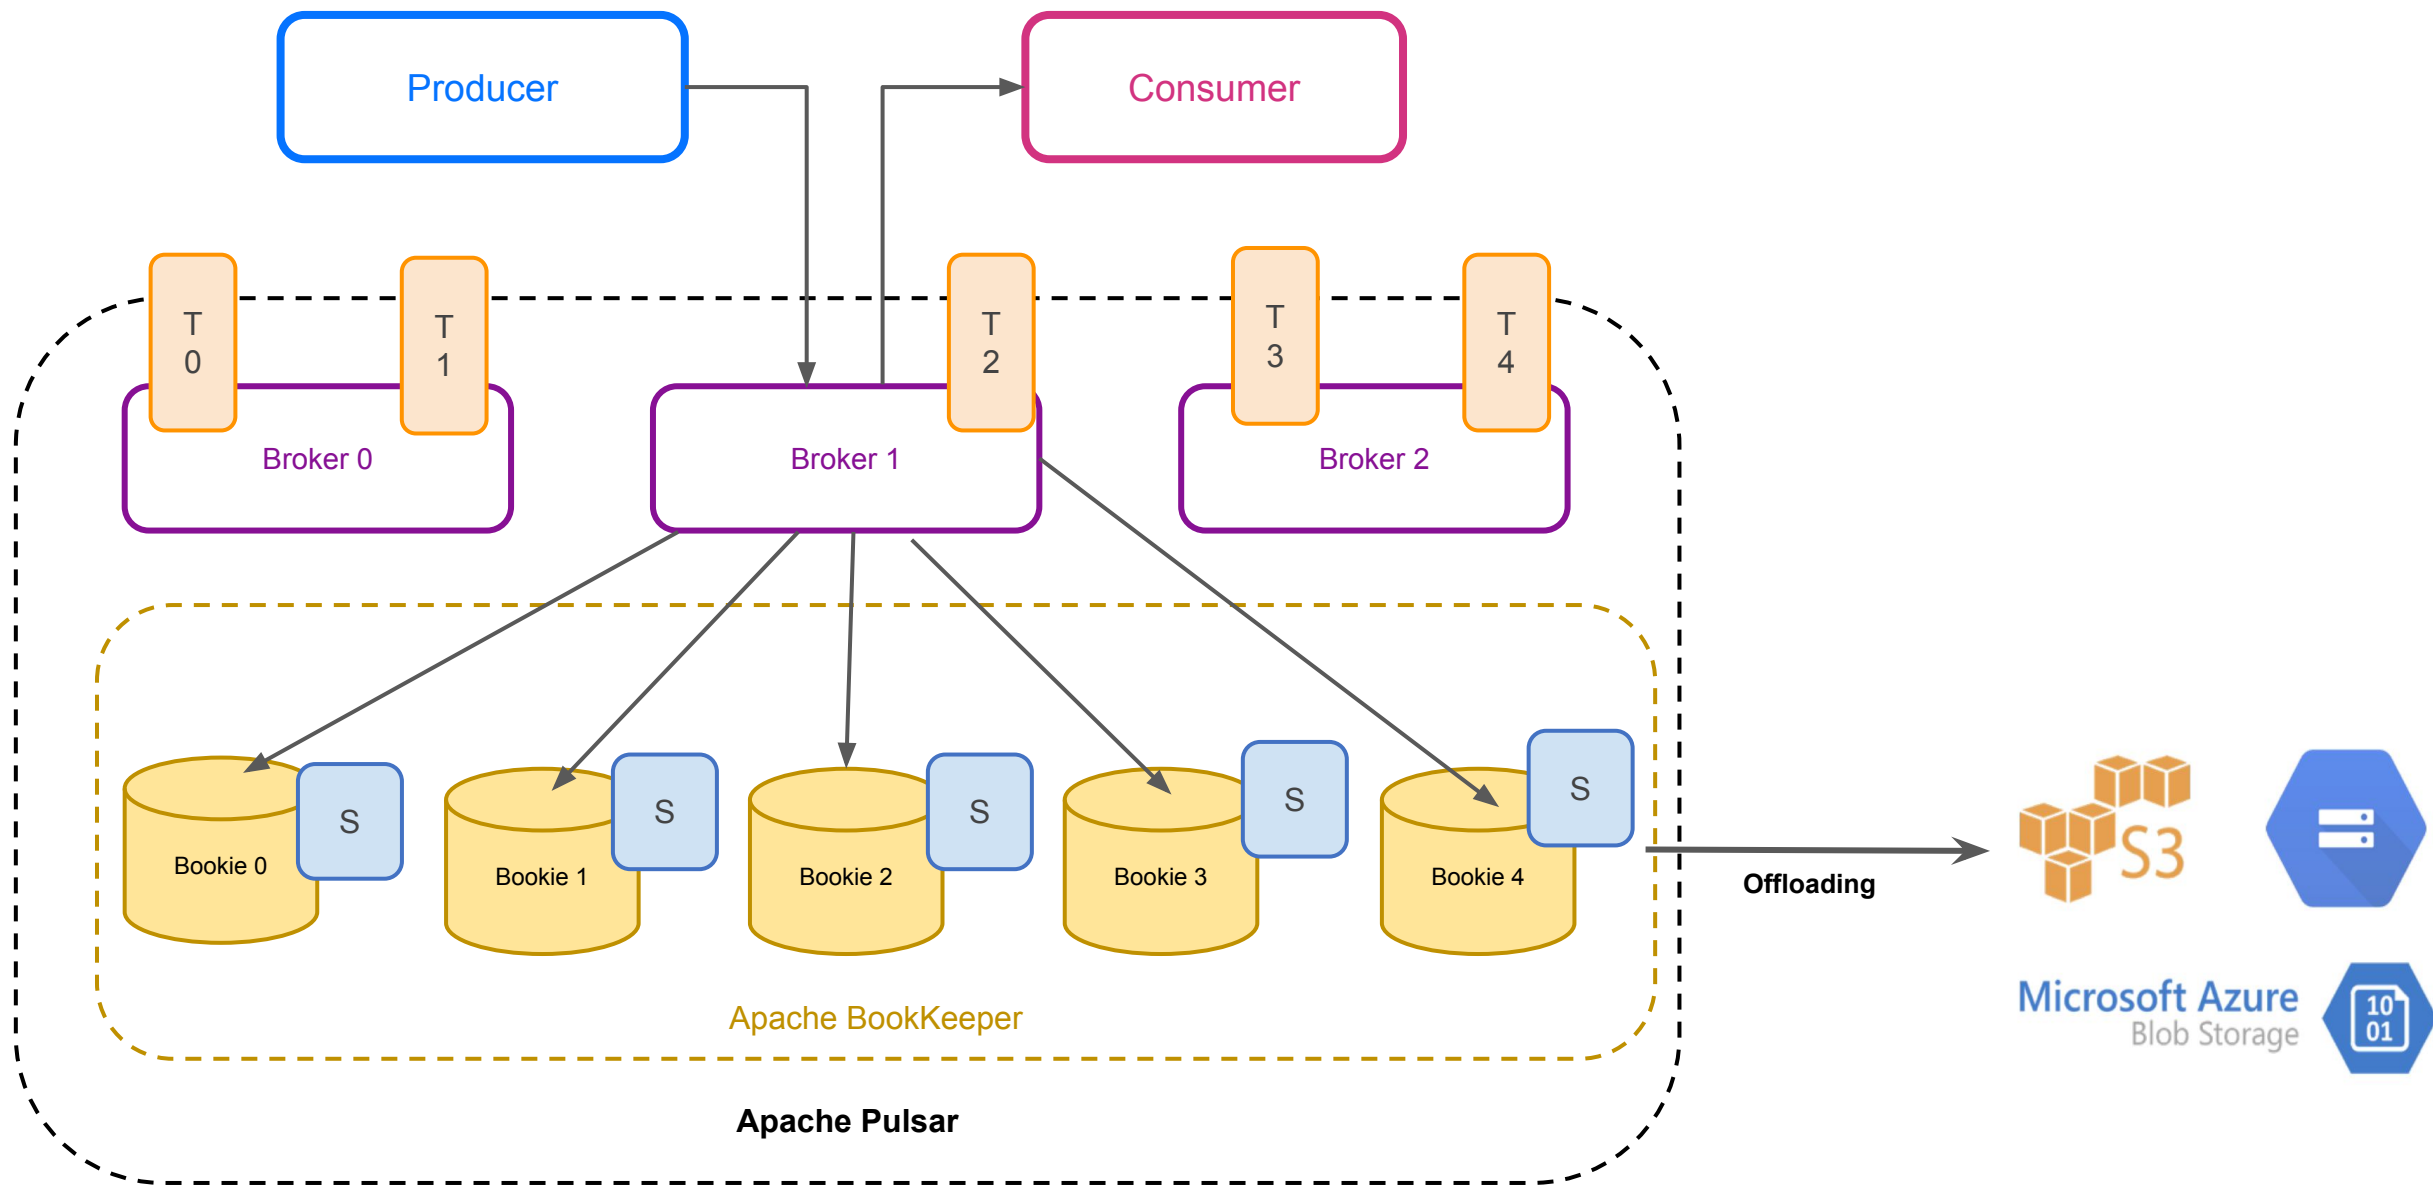 Producer
Consumer
T
0
T
1
T
2
T
3
T
4
Broker 0
Broker 1
Broker 2
S
S
S
S
S
Bookie 0
Bookie 1
Bookie 2
Bookie 3
Bookie 4
S3
Offloading
Microsoft Azure
Blob Storage
10
01
Apache BookKeeper
Apache Pulsar